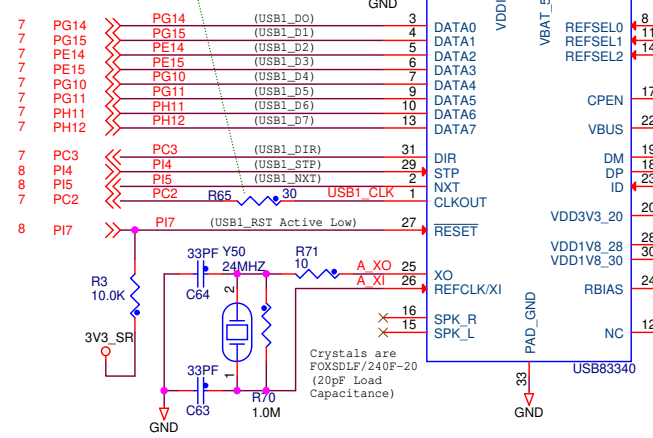 GND
VDDI
VBAT_5
7 PG14 PG14 (USB1_DO) 3 DATA0 REFSEL0 8
7 PG15 PG15 (USB1_D1) 4 DATA1 REFSEL1 11
7 PE14 PE14 (USB1_D2) 5 DATA2 REFSEL2 14
7 PE15 PE15 (USB1_D3) 6 DATA3
7 PG10 PG10 (USB1_D4) 7 DATA4
7 PG11 PG11 (USB1_D5) 9 DATA5 CPEN 17
7 PH11 PH11 (USB1_D6) 10 DATA6
7 PH12 PH12 (USB1_D7) 13 DATA7 VBUS 22
7 PC3 PC3 (USB1_DIR) 31 DIR DM 19
8 PI4 PI4 (USB1_STP) 29 STP DP 18
8 PI5 PI5 (USB1_NXT) 2 NXT ID 23
7 PC2 PC2 R65 30 USB1_CLK 1 CLKOUT
VDD3V3_20 20
8 PI7 PI7 (USB1_RST Active Low) 27 RESET
VDD1V8_28 28
VDD1V8_30 30
33PF Y50 R71
24MHZ 10 A_XO 25 XO
R3 A_XI 26 REFCLK/XI RBIAS 24
10.0K C64 2
16 SPK_R
15 SPK_L NC 12
3V3_SR
PAD_GND
Crystals are
FOXSDLF/240F-20
(20pF Load
Capacitance)
33PF 1
USB83340
33
C63 R70
1.0M
GND
GND